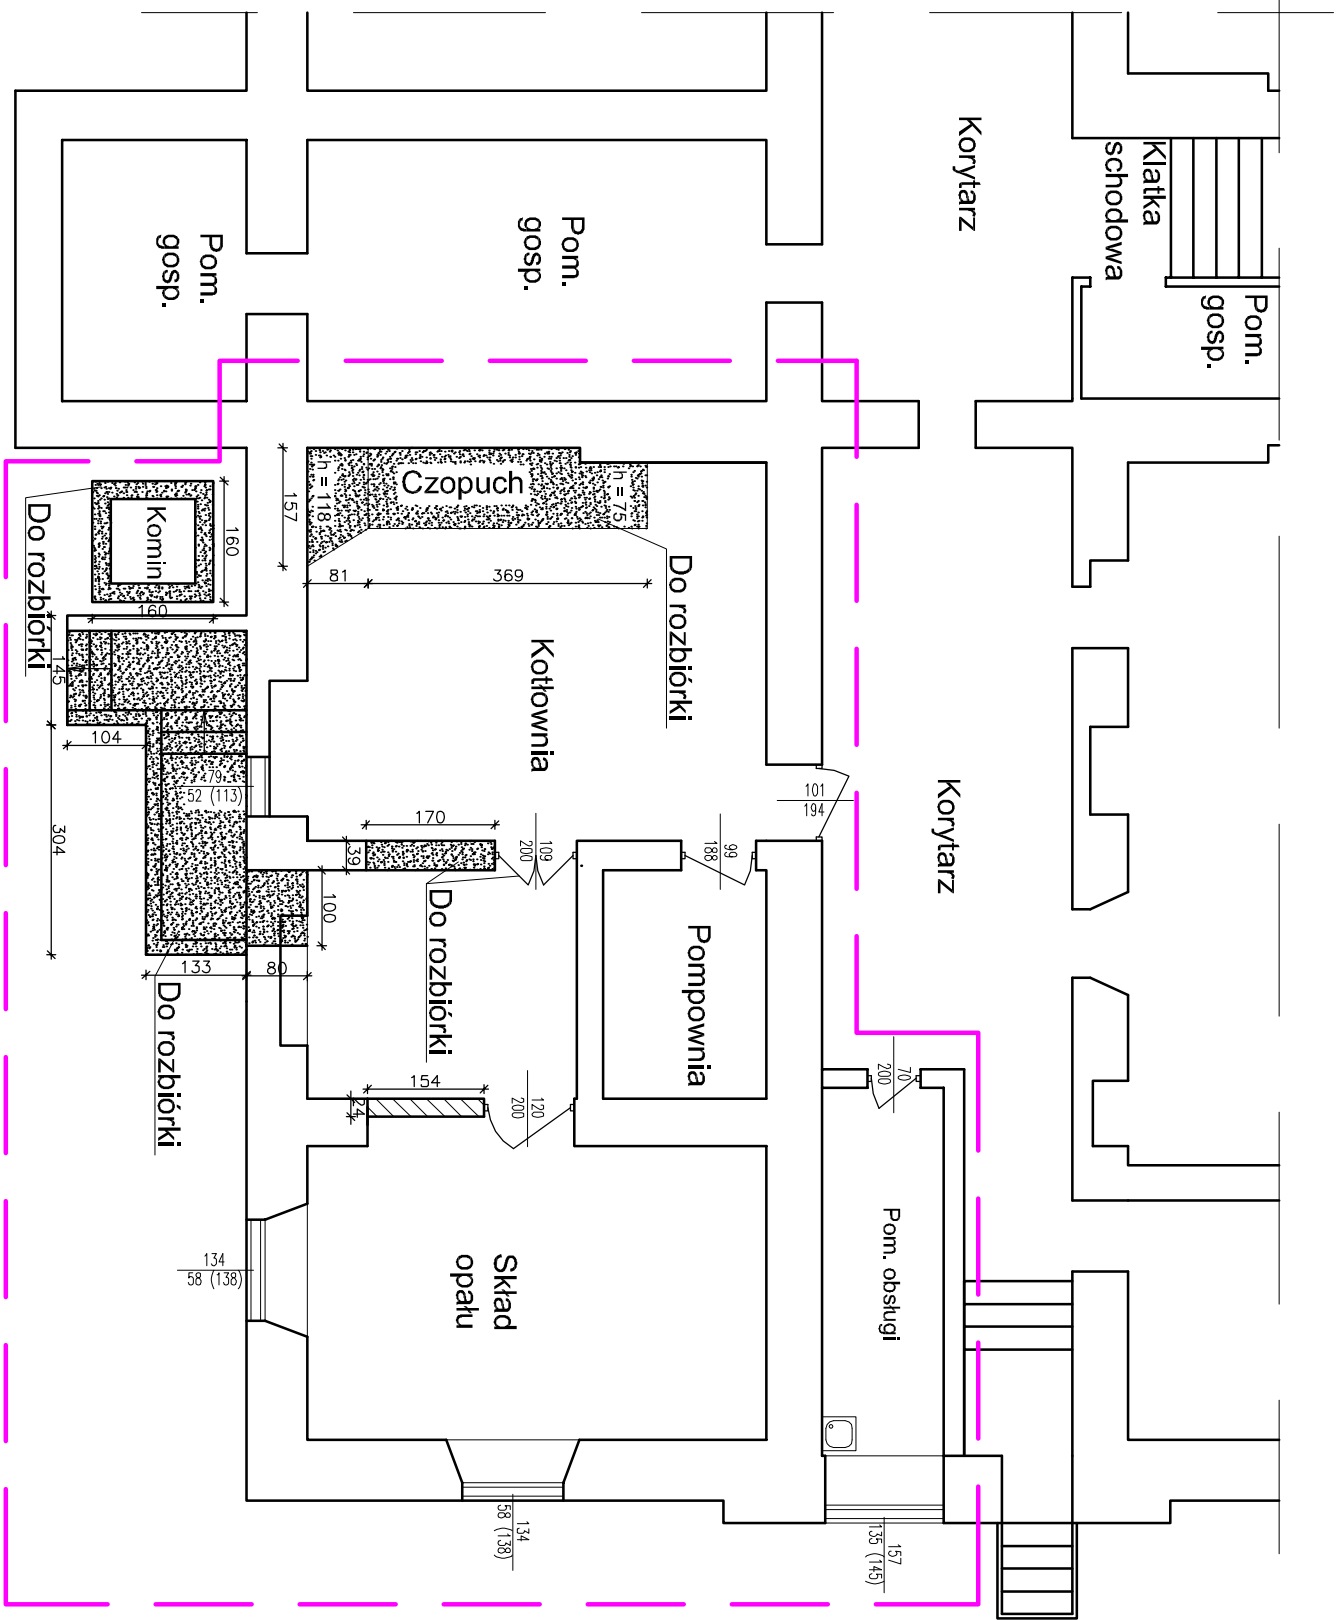 Korytarz
Klatka
schodowa
Pom.
gosp.
Pom.
gosp.
Pom.
gosp.
h = 118
Czopuch
h = 75
157
81
369
Do rozbiórki
Komin
160
160
Do rozbiórki
145
104
304
79
52 (113)
Kotłownia
170
39
109
200
99
188
101
194
Korytarz
100
133
80
Do rozbiórki
Do rozbiórki
Pompownia
154
24
120
200
70
200
134
58 (138)
Skład
opału
Pom. obsługi
134
58 (138)
157
135 (145)